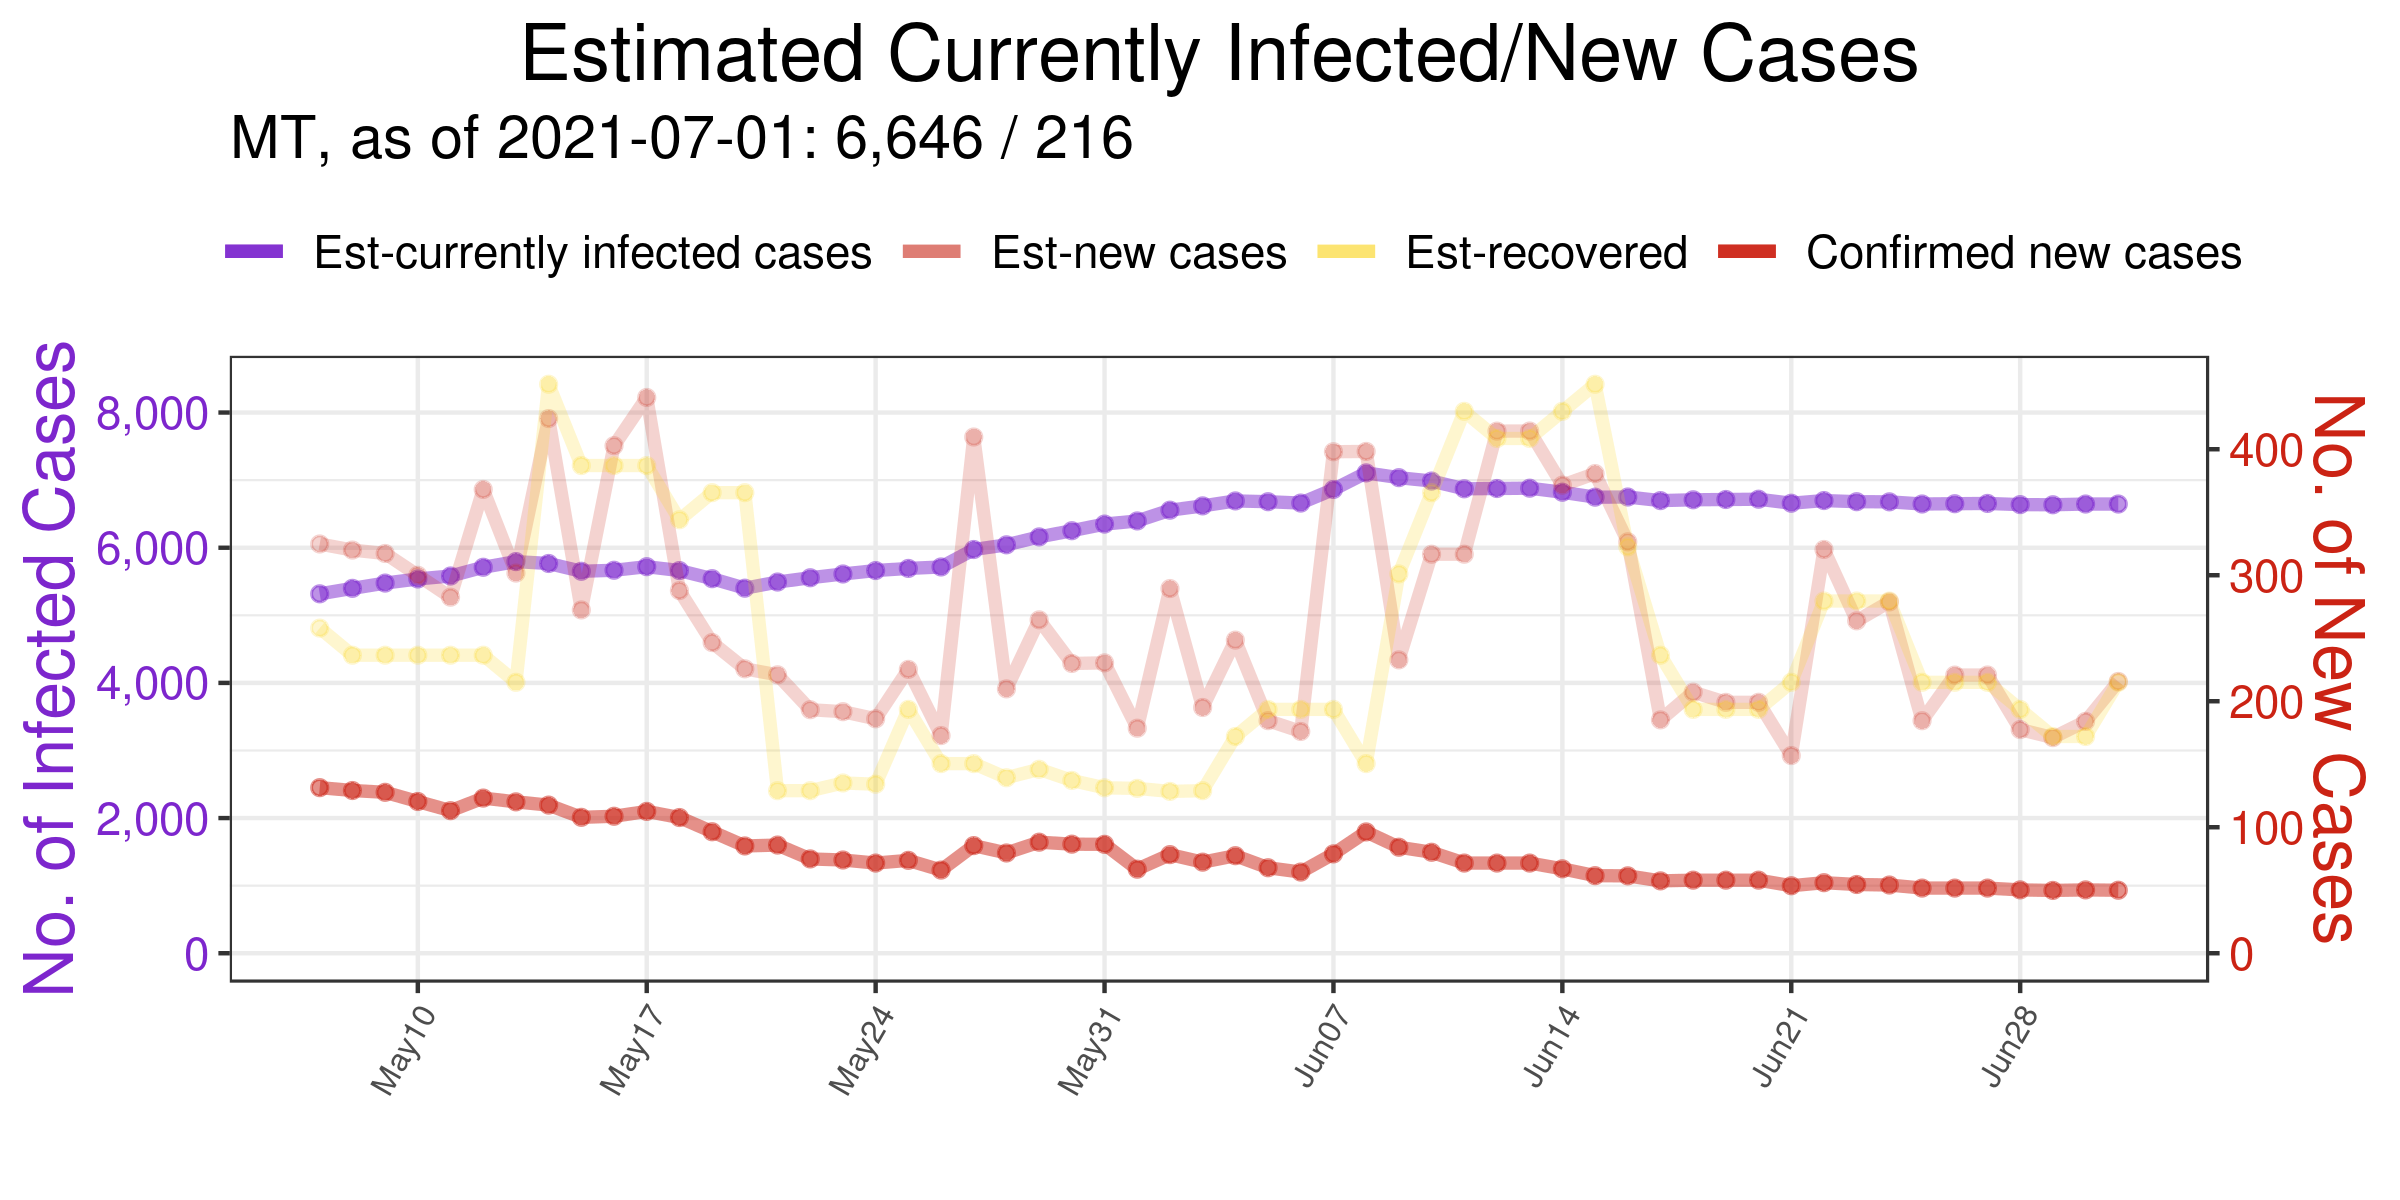 Estimated Currently Infected/New Cases
MT, as of 2021-07-01: 6,646 / 216
Est-currently infected cases Est-new cases Est-recovered Confirmed new cases
No. of Infected Cases
8,000
6,000
4,000
2,000
0
No. of New Cases
400
300
200
100
0
May10 May17 May24 May31 Jun07 Jun14 Jun21 Jun28